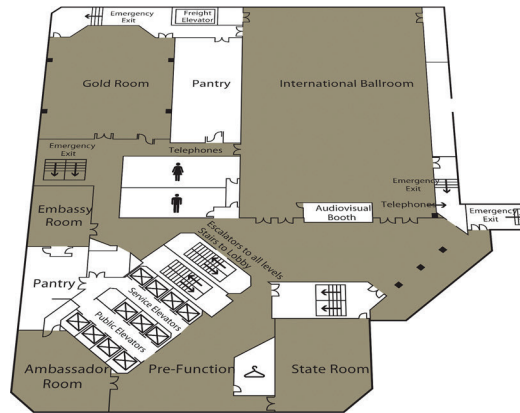 Emergency
Exit
Freight
Elevator
Gold Room
Pantry
International Ballroom
Emergency
Exit
Telephones
Emergency
Exit
Telephones
Emergency
Exit
Embassy
Room
Audiovisual
Booth
Escalators to all levels
Stairs to Lobby
Pantry
Service Elevators
Public Elevators
Ambassador
Room
Pre-Function
State Room